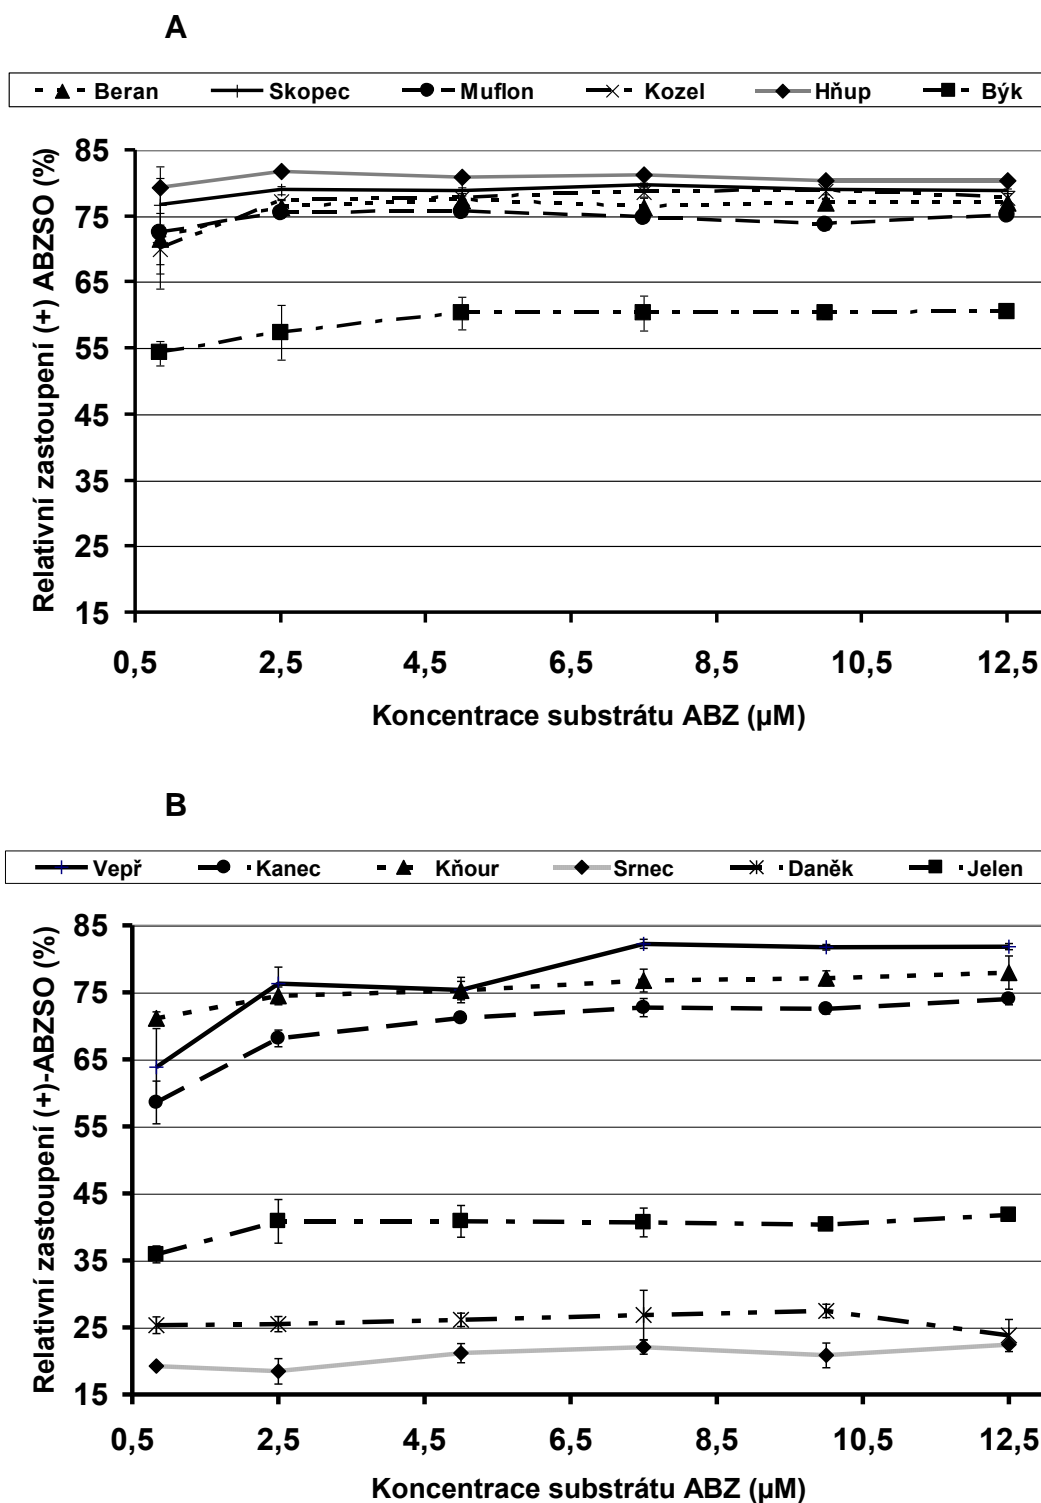 A
Beran Skopec Muflon Kozel Hňup Býk
Relativní zastoupení (+) ABZSO (%)
85
75
65
55
45
35
25
15
0,5 2,5 4,5 6,5 8,5 10,5 12,5
Koncentrace substrátu ABZ (µM)
B
Vepř Kanec Kňour Srnec Daněk Jelen
Relativní zastoupení (+)-ABZSO (%)
85
75
65
55
45
35
25
15
0,5 2,5 4,5 6,5 8,5 10,5 12,5
Koncentrace substrátu ABZ (µM)